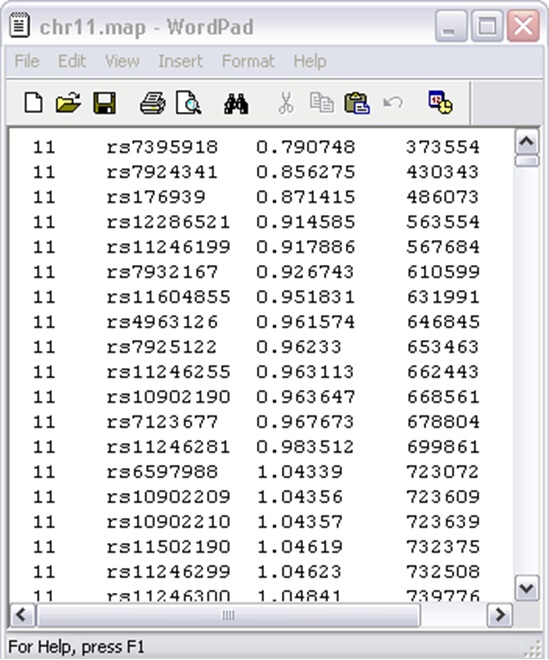 chr11.map - WordPad
File Edit View Insert Format Help
11 rs7395918 0.790748 373554
11 rs7924341 0.856275 430343
11 rs176939 0.871415 486073
11 rs12286521 0.914585 563554
11 rs11246199 0.917886 567684
11 rs7932167 0.926743 610599
11 rs11604855 0.951831 631991
11 rs4963126 0.961574 646845
11 rs7925122 0.96233 653463
11 rs11246255 0.963113 662443
11 rs10902190 0.963647 668561
11 rs7123677 0.967673 678804
11 rs11246281 0.983512 699861
11 rs6597988 1.04339 723072
11 rs10902209 1.04356 723609
11 rs10902210 1.04357 723639
11 rs11502190 1.04619 732375
11 rs11246299 1.04623 732508
11 rs11246300 1.04841 739776
For Help, press F1